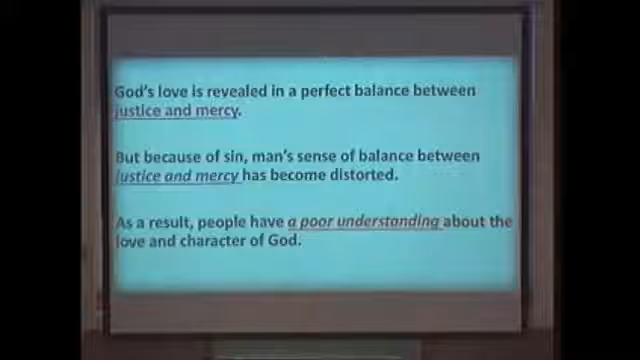 God's love is revealed in a perfect balance between
justice and mercy.
But because of sin, man's sense of balance between
justice and mercy has become distorted.
As a result, people have a poor understanding about the
love and character of God.